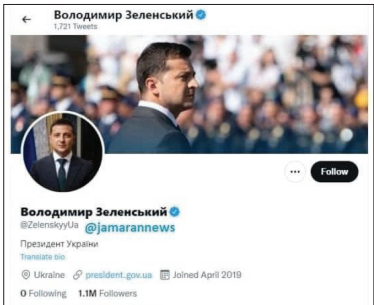 Володимир Зеленський
1,721 Tweets
Follow
Володимир Зеленський
@ZelenskyyUa @jamarannews
Президент України
Translate bio
Ukraine president.gov.ua Joined April 2019
0 Following 1.1M Followers